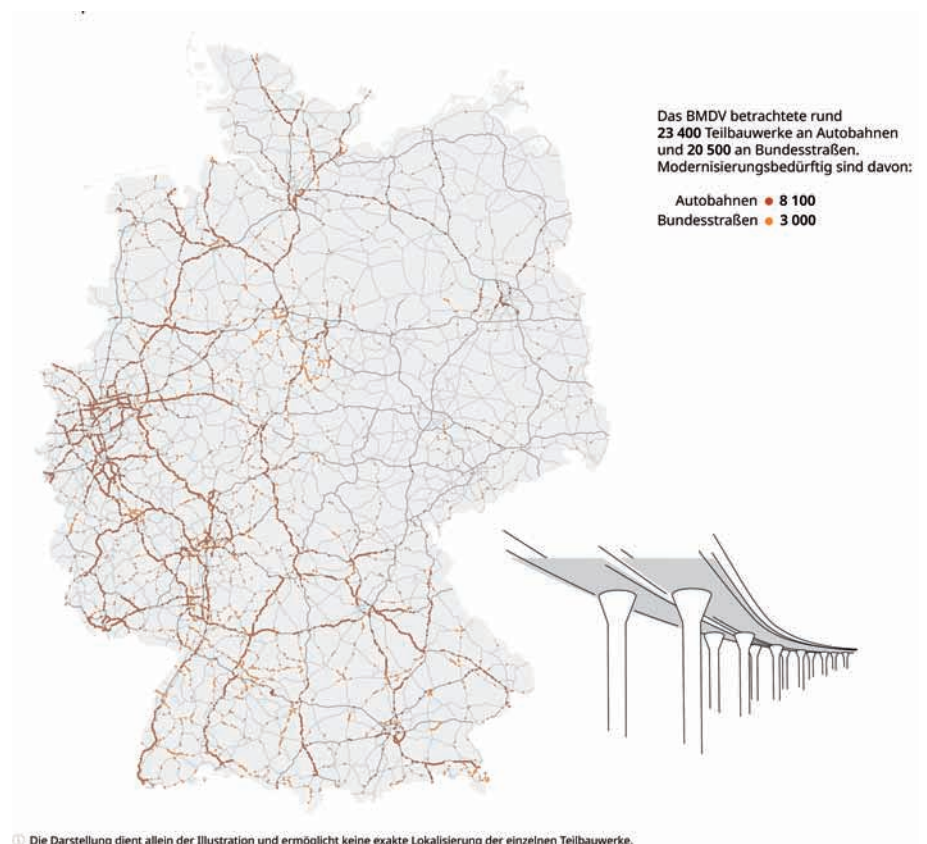 Das BMDV betrachtete rund
23 400 Teilbauwerke an Autobahnen
und 20 500 an Bundesstraßen.
Modernisierungsbedürftig sind davon:
Autobahnen 8 100
Bundesstraßen 3 000
Die Darstellung dient allein der Illustration und ermöglicht keine exakte Lokalisierung der einzelnen Teilbauwerke.